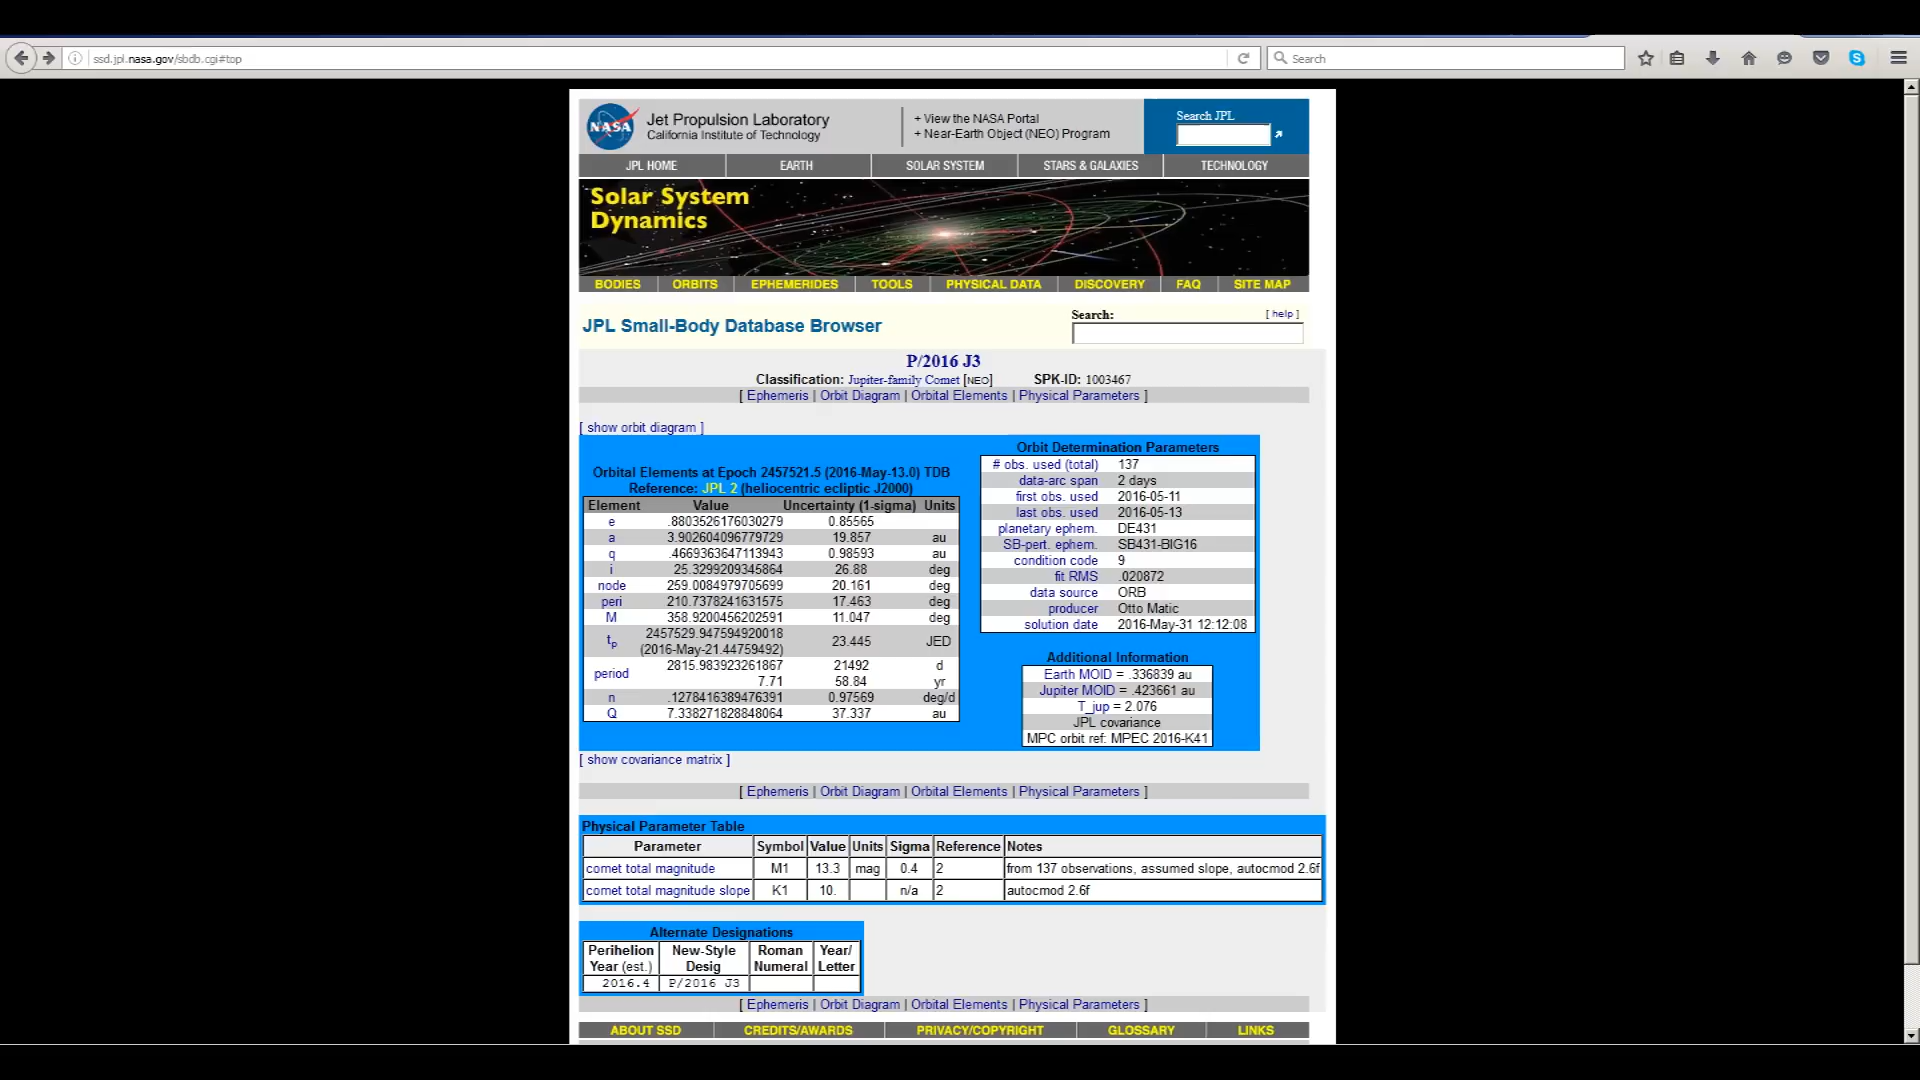 ssd.jpl.nasa.gov/sbdb.cgi#top
Search
NASA
Jet Propulsion Laboratory
California Institute of Technology
+ View the NASA Portal
+ Near-Earth Object (NEO) Program
Search JPL
JPL HOME EARTH SOLAR SYSTEM STARS & GALAXIES TECHNOLOGY
Solar System
Dynamics
BODIES ORBITS EPHEMERIDES TOOLS PHYSICAL DATA DISCOVERY FAQ SITE MAP
JPL Small-Body Database Browser
Search: [ help ]
P/2016 J3
Classification: Jupiter-family Comet [NEO] SPK-ID: 1003467
[ Ephemeris | Orbit Diagram | Orbital Elements | Physical Parameters ]
[ show orbit diagram ]
Orbital Elements at Epoch 2457521.5 (2016-May-13.0) TDB
Reference: JPL 2 (heliocentric ecliptic J2000)
Element Value Uncertainty (1-sigma) Units
e .8803526176030279 0.85565
a 3.902604096779729 19.857 au
q .4669363647113943 0.98593 au
i 25.3299209345864 26.88 deg
node 259.0084979705699 20.161 deg
peri 210.7378241631575 17.463 deg
M 358.9200456202591 11.047 deg
tp 2457529.947594920018 23.445 JED
(2016-May-21.44759492)
period 2815.983923261867 21492 d
7.71 58.84 yr
n .1278416389476391 0.97569 deg/d
Q 7.338271828848064 37.337 au
Orbit Determination Parameters
# obs. used (total) 137
data-arc span 2 days
first obs. used 2016-05-11
last obs. used 2016-05-13
planetary ephem. DE431
SB-pert. ephem. SB431-BIG16
condition code 9
fit RMS .020872
data source ORB
producer Otto Matic
solution date 2016-May-31 12:12:08
Additional Information
Earth MOID = .336839 au
Jupiter MOID = .423661 au
T_jup = 2.076
JPL covariance
MPC orbit ref: MPEC 2016-K41
[ show covariance matrix ]
[ Ephemeris | Orbit Diagram | Orbital Elements | Physical Parameters ]
Physical Parameter Table
Parameter Symbol Value Units Sigma Reference Notes
comet total magnitude M1 13.3 mag 0.4 2 from 137 observations, assumed slope, autocmod 2.6f
comet total magnitude slope K1 10. n/a 2 autocmod 2.6f
Alternate Designations
Perihelion New-Style Roman Year/
Year (est.) Desig Numeral Letter
2016.4 P/2016 J3
[ Ephemeris | Orbit Diagram | Orbital Elements | Physical Parameters ]
ABOUT SSD CREDITS/AWARDS PRIVACY/COPYRIGHT GLOSSARY LINKS